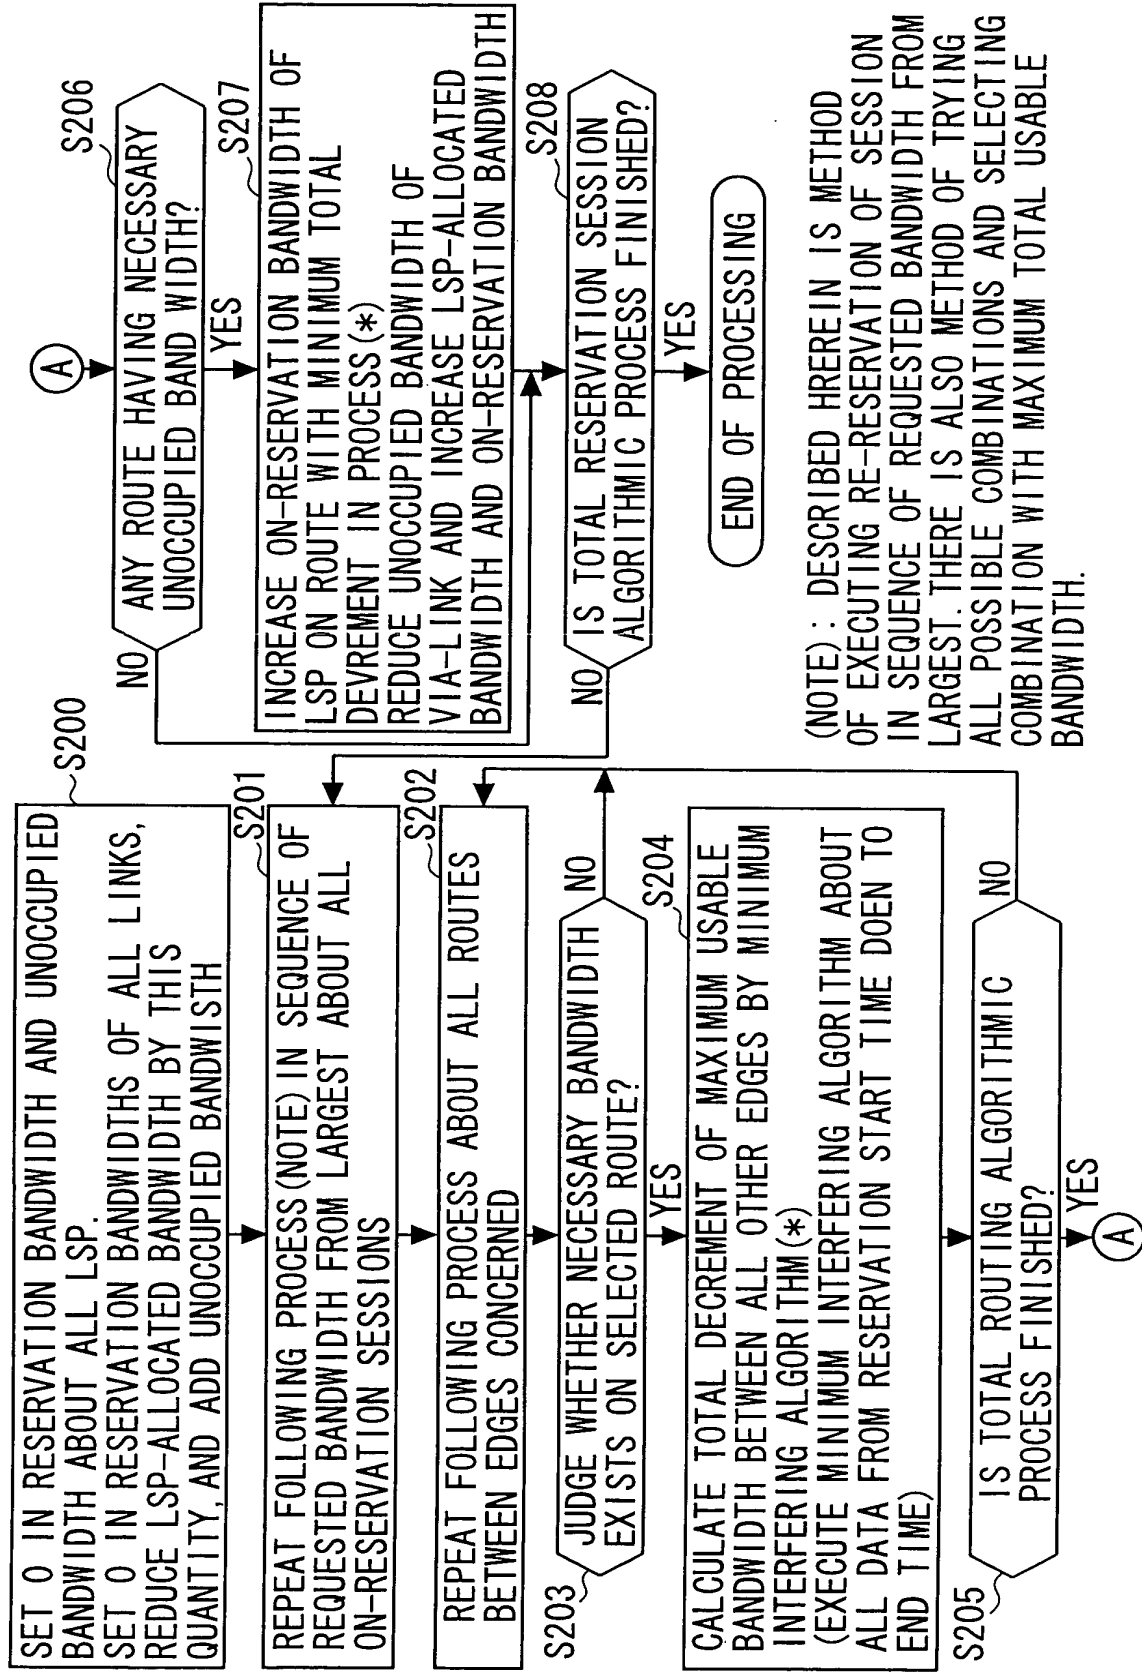 SET 0 IN RESERVATION BANDWIDTH AND UNOCCUPIED
BANDWIDTH ABOUT ALL LSP.
SET 0 IN RESERVATION BANDWIDTHS OF ALL LINKS,
REDUCE LSP-ALLOCATED BANDWIDTH BY THIS
QUANTITY, AND ADD UNOCCUPIED BANDWISTH
S200
REPEAT FOLLOWING PROCESS (NOTE) IN SEQUENCE OF
REQUESTED BANDWIDTH FROM LARGEST ABOUT ALL
ON-RESERVATION SESSIONS
S201
REPEAT FOLLOWING PROCESS ABOUT ALL ROUTES
BETWEEN EDGES CONCERNED
S202
JUDGE WHETHER NECESSARY BANDWIDTH
EXISTS ON SELECTED ROUTE?
S203
NO
YES
CALCULATE TOTAL DECREMENT OF MAXIMUM USABLE
BANDWIDTH BETWEEN ALL OTHER EDGES BY MINIMUM
INTERFERING ALGORITHM (*)
(EXECUTE MINIMUM INTERFERING ALGORITHM ABOUT
ALL DATA FROM RESERVATION START TIME DOEN TO
END TIME)
S204
IS TOTAL ROUTING ALGORITHMIC
PROCESS FINISHED?
S205
NO
YES
A
A
ANY ROUTE HAVING NECESSARY
UNOCCUPIED BAND WIDTH?
S206
NO
YES
INCREASE ON-RESERVATION BANDWIDTH OF
LSP ON ROUTE WITH MINIMUM TOTAL
DEVREMENT IN PROCESS (*)
REDUCE UNOCCUPIED BANDWIDTH OF
VIA-LINK AND INCREASE LSP-ALLOCATED
BANDWIDTH AND ON-RESERVATION BANDWIDTH
S207
IS TOTAL RESERVATION SESSION
ALGORITHMIC PROCESS FINISHED?
S208
NO
YES
END OF PROCESSING
(NOTE) : DESCRIBED HREREIN IS METHOD
OF EXECUTING RE-RESERVATION OF SESSION
IN SEQUENCE OF REQUESTED BANDWIDTH FROM
LARGEST. THERE IS ALSO METHOD OF TRYING
ALL POSSIBLE COMBINATIONS AND SELECTING
COMBINATION WITH MAXIMUM TOTAL USABLE
BANDWIDTH.